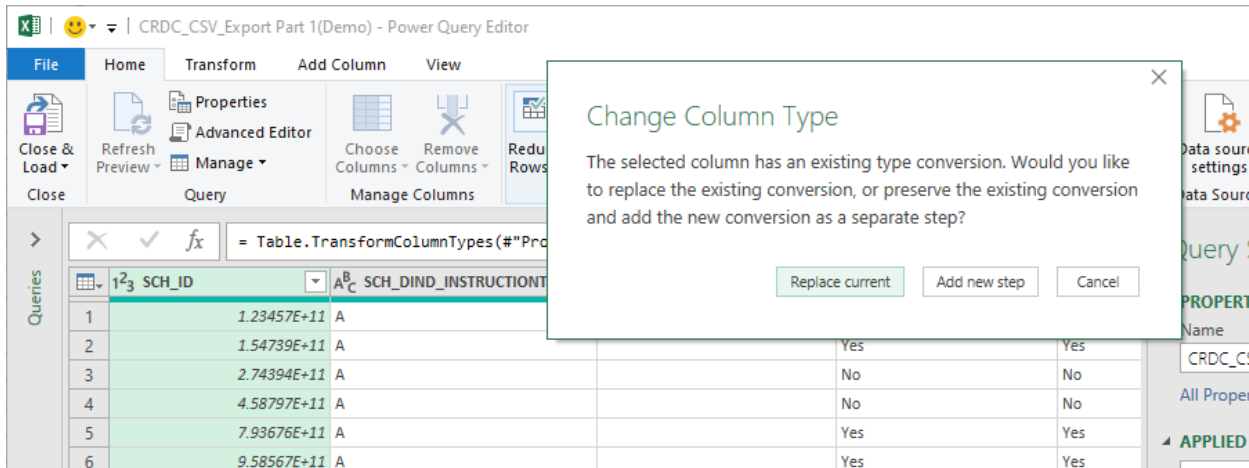 CRDC_CSV_Export Part 1(Demo) - Power Query Editor
File Home Transform Add Column View
Close & Load
Refresh Preview
Properties
Advanced Editor
Manage
Choose Columns
Remove Columns
Redu
Rows
Close Query Manage Columns
Change Column Type
The selected column has an existing type conversion. Would you like
to replace the existing conversion, or preserve the existing conversion
and add the new conversion as a separate step?
Replace current Add new step Cancel
Data sourc
settings
ata Sourc
fx = Table.TransformColumnTypes(#"Pro
Queries
123 SCH_ID ABC SCH_DIND_INSTRUCTIONT
1 1.23457E+11 A
2 1.54739E+11 A Yes Yes
3 2.74394E+11 A No No
4 4.58797E+11 A No No
5 7.93676E+11 A Yes Yes
6 9.58567E+11 A Yes Yes
Query S
PROPERT
Name
CRDC_CS
All Proper
APPLIED